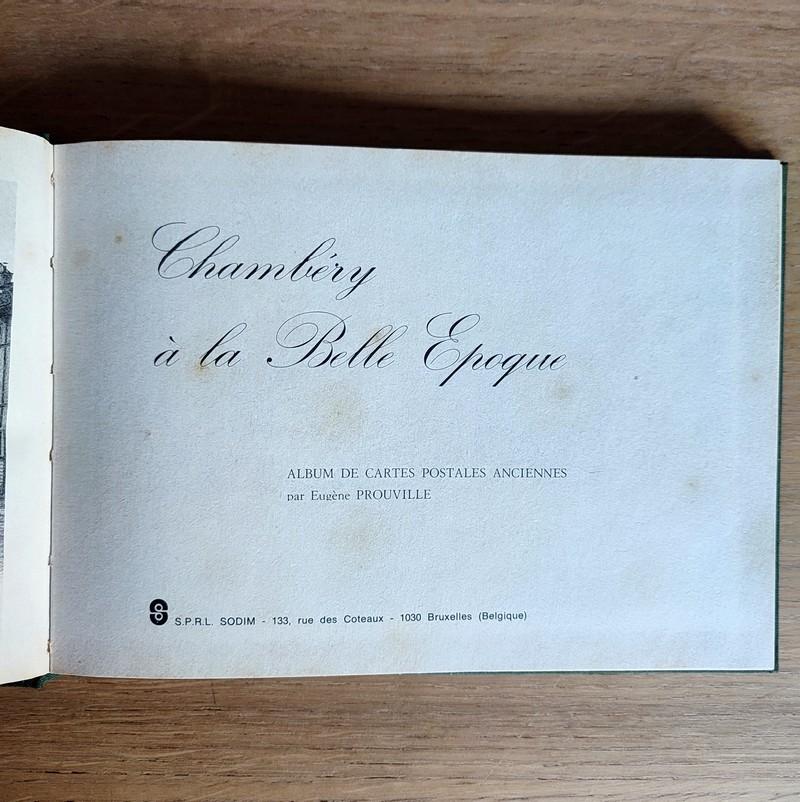 Chambéry
à la Belle Epoque
ALBUM DE CARTES POSTALES ANCIENNES
par Eugène PROUVILLE
S.P.R.L. SODIM - 133, rue des Coteaux - 1030 Bruxelles (Belgique)